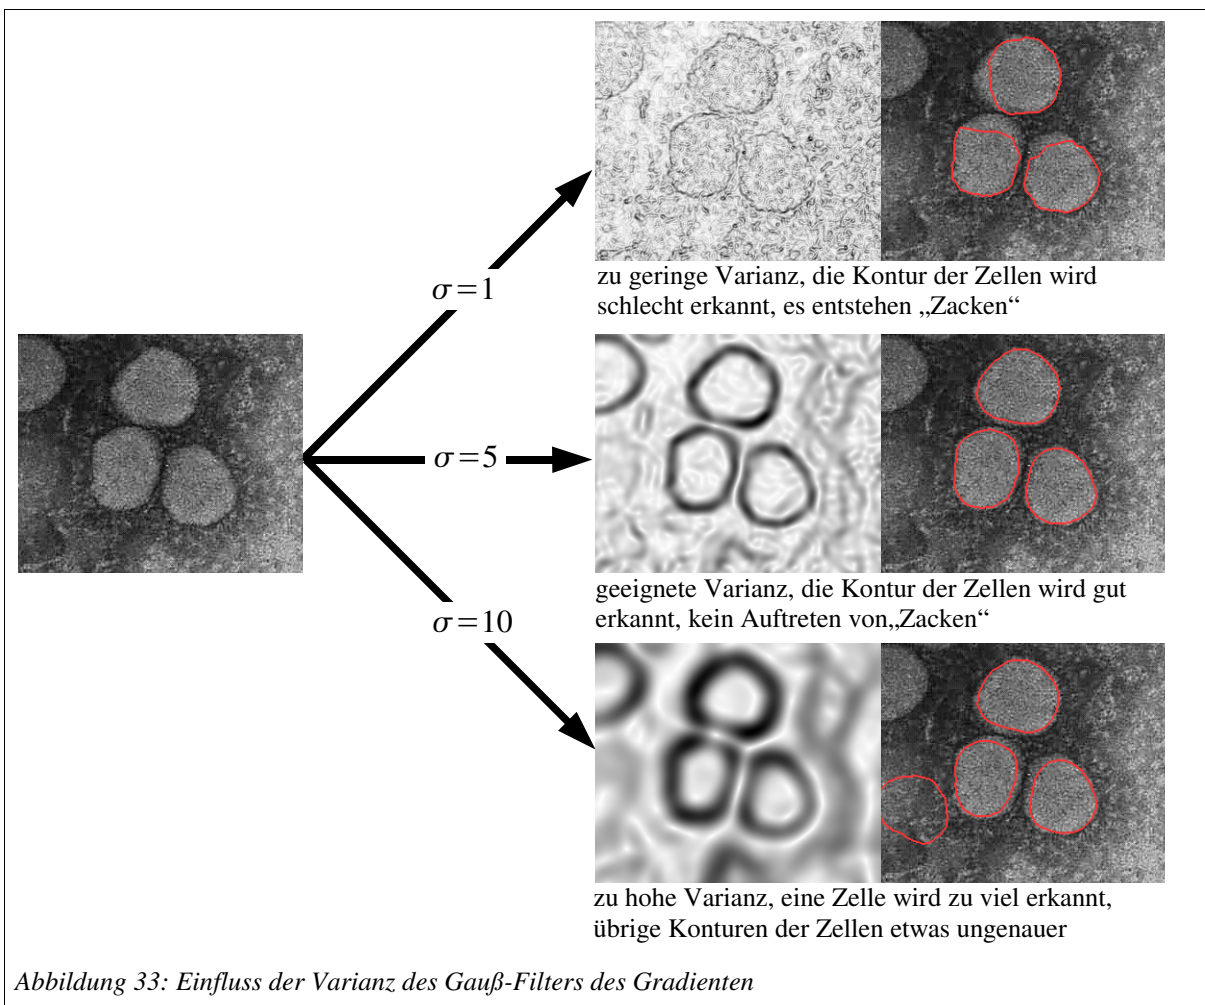 σ=1
zu geringe Varianz, die Kontur der Zellen wird
schlecht erkannt, es entstehen „Zacken“
σ=5
geeignete Varianz, die Kontur der Zellen wird gut
erkannt, kein Auftreten von„Zacken“
σ=10
zu hohe Varianz, eine Zelle wird zu viel erkannt,
übrige Konturen der Zellen etwas ungenauer
Abbildung 33: Einfluss der Varianz des Gauß-Filters des Gradienten